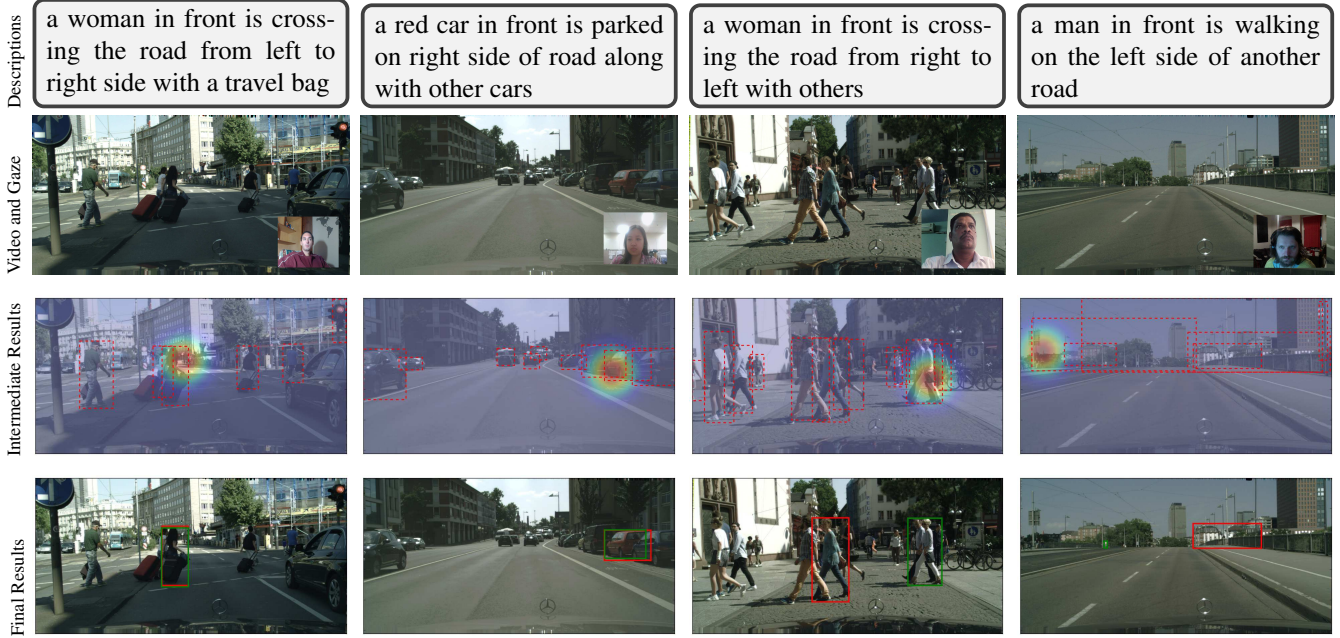 Descriptions
a woman in front is cross-
ing the road from left to
right side with a travel bag
a red car in front is parked
on right side of road along
with other cars
a woman in front is cross-
ing the road from right to
left with others
a man in front is walking
on the left side of another
road
Video and Gaze
Intermediate Results
Final Results